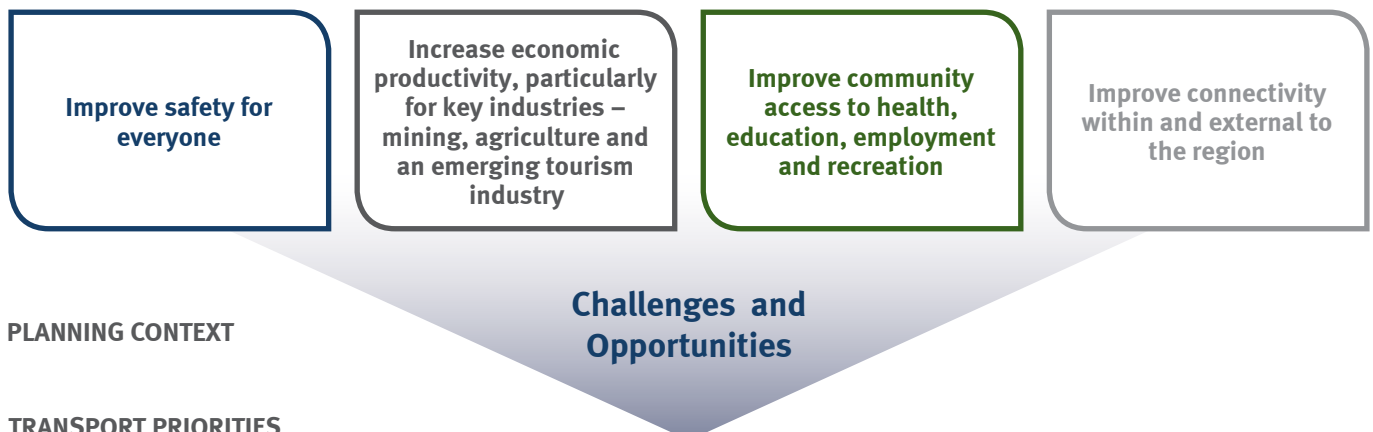 Improve safety for
everyone
Increase economic
productivity, particularly
for key industries –
mining, agriculture and
an emerging tourism
industry
Improve community
access to health,
education, employment
and recreation
Improve connectivity
within and external to
the region
Challenges and
Opportunities
PLANNING CONTEXT
TRANSPORT PRIORITIES